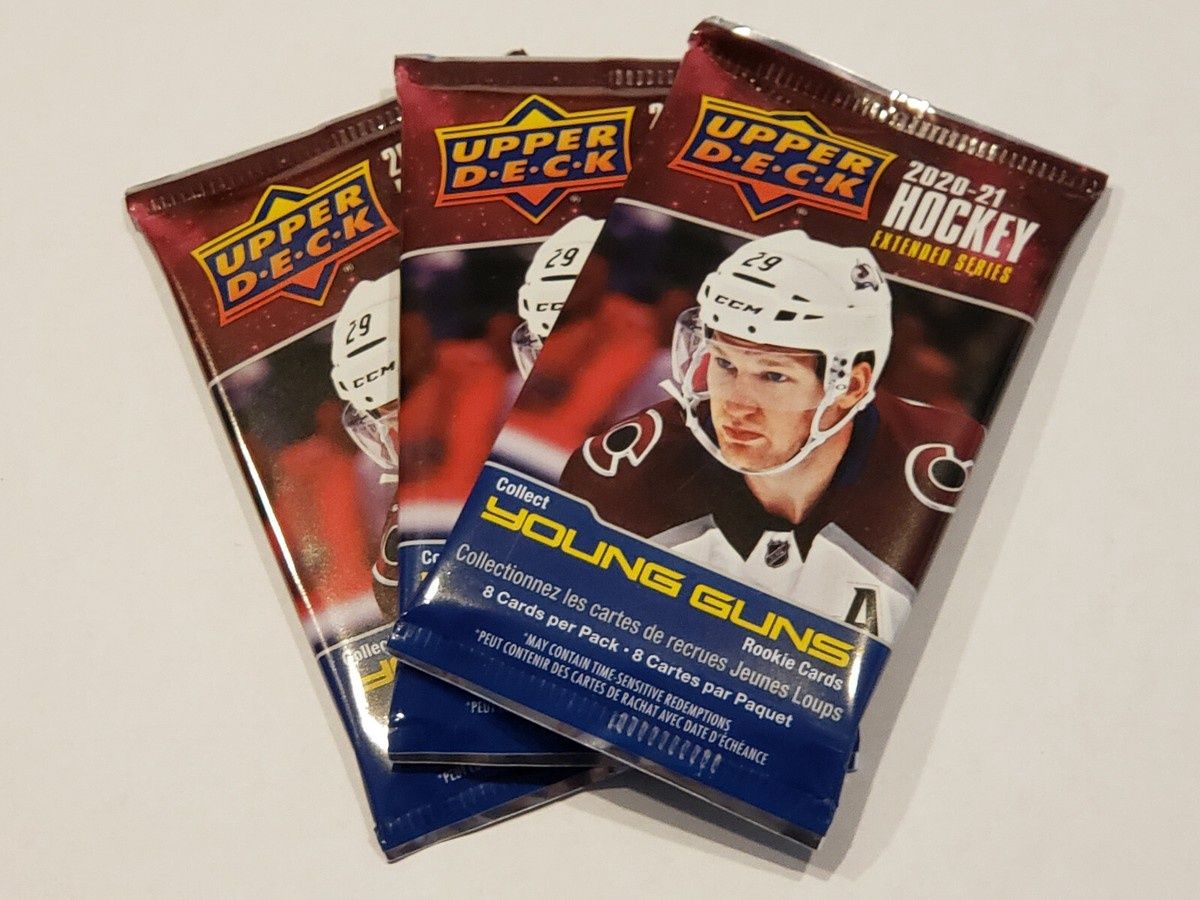 UPPER
D·E·C·K
29
CCM
Collec
UPPER
D·E·C·K
29
CCM
UPPER
D·E·C·K
®
2020-21
HOCKEY
EXTENDED SERIES
29
CCM
A
Collect
YOUNG GUNS
Rookie Cards
Collectionnez les cartes de recrues Jeunes Loups
8 Cards per Pack • 8 Cartes par Paquet
*MAY CONTAIN TIME-SENSITIVE REDEMPTIONS
*PEUT CONTENIR DES CARTES DE RACHAT AVEC DATE D'ÉCHÉANCE